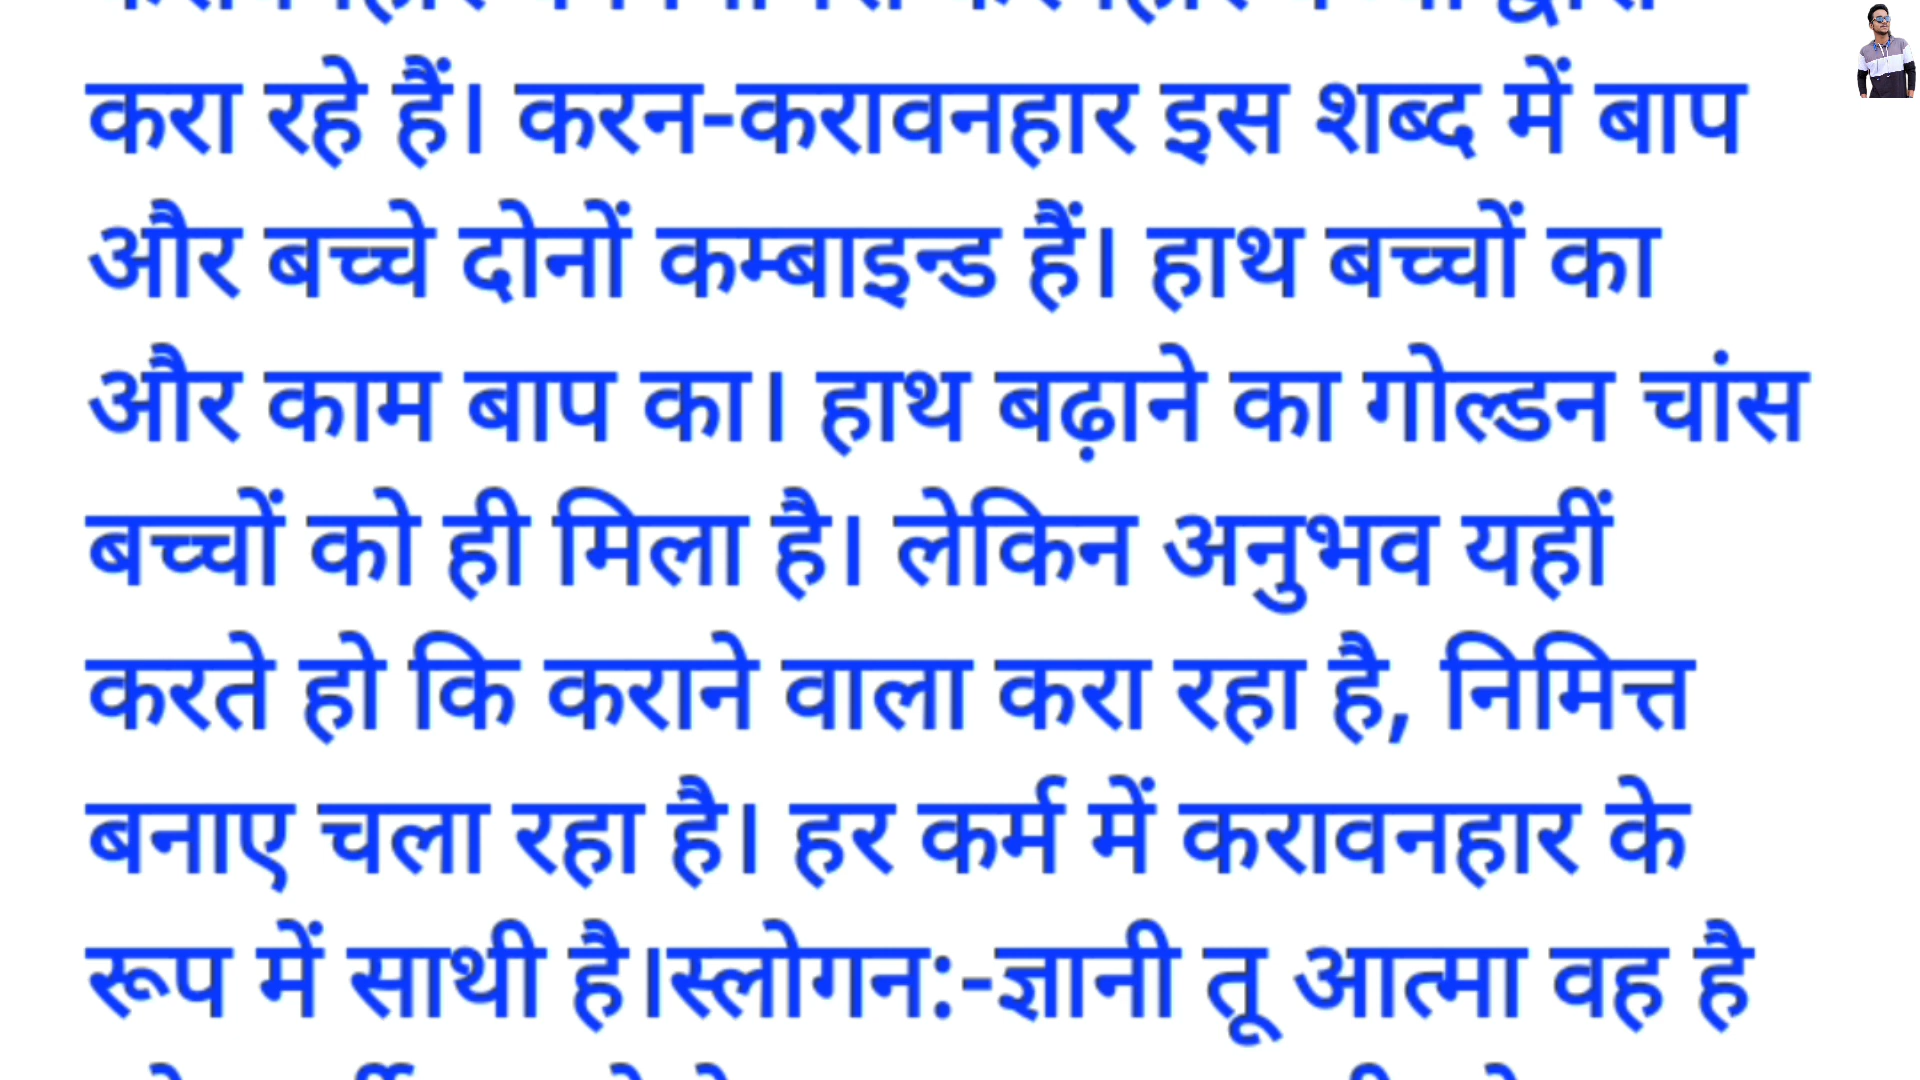 करा रहे हैं। करन-करावनहार इस शब्द में बाप
और बच्चे दोनों कम्बाइन्ड हैं। हाथ बच्चों का
और काम बाप का। हाथ बढ़ाने का गोल्डन चांस
बच्चों को ही मिला है। लेकिन अनुभव यहीं
करते हो कि कराने वाला करा रहा है, निमित्त
बनाए चला रहा है। हर कर्म में करावनहार के
रूप में साथी है।स्लोगन:-ज्ञानी तू आत्मा वह है